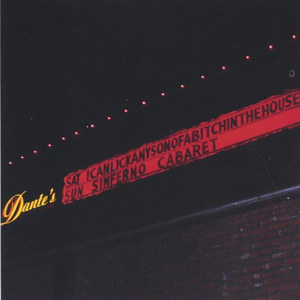 Dante's
SAT ICANLICKANYSONOFABITCHINTHEHOUSE
SUN SINFERNO CABARET